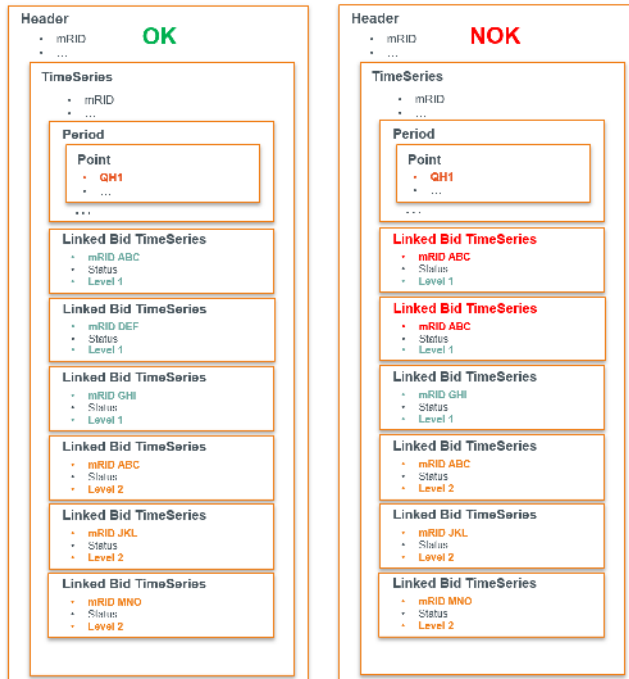 Header
OK
• mRID
• ...
TimeSeries
• mRID
• ...
Period
Point
• QH1
• ...
...
Linked Bid TimeSeries
• mRID ABC
• Status
• Level 1
Linked Bid TimeSeries
• mRID DEF
• Status
• Level 1
Linked Bid TimeSeries
• mRID GHI
• Status
• Level 1
Linked Bid TimeSeries
• mRID ABC
• Status
• Level 2
Linked Bid TimeSeries
• mRID JKL
• Status
• Level 2
Linked Bid TimeSeries
• mRID MNO
• Status
• Level 2
Header
NOK
• mRID
• ...
TimeSeries
• mRID
• ...
Period
Point
• QH1
• ...
...
Linked Bid TimeSeries
• mRID ABC
• Status
• Level 1
Linked Bid TimeSeries
• mRID ABC
• Status
• Level 1
Linked Bid TimeSeries
• mRID GHI
• Status
• Level 1
Linked Bid TimeSeries
• mRID ABC
• Status
• Level 2
Linked Bid TimeSeries
• mRID JKL
• Status
• Level 2
Linked Bid TimeSeries
• mRID MNO
• Status
• Level 2